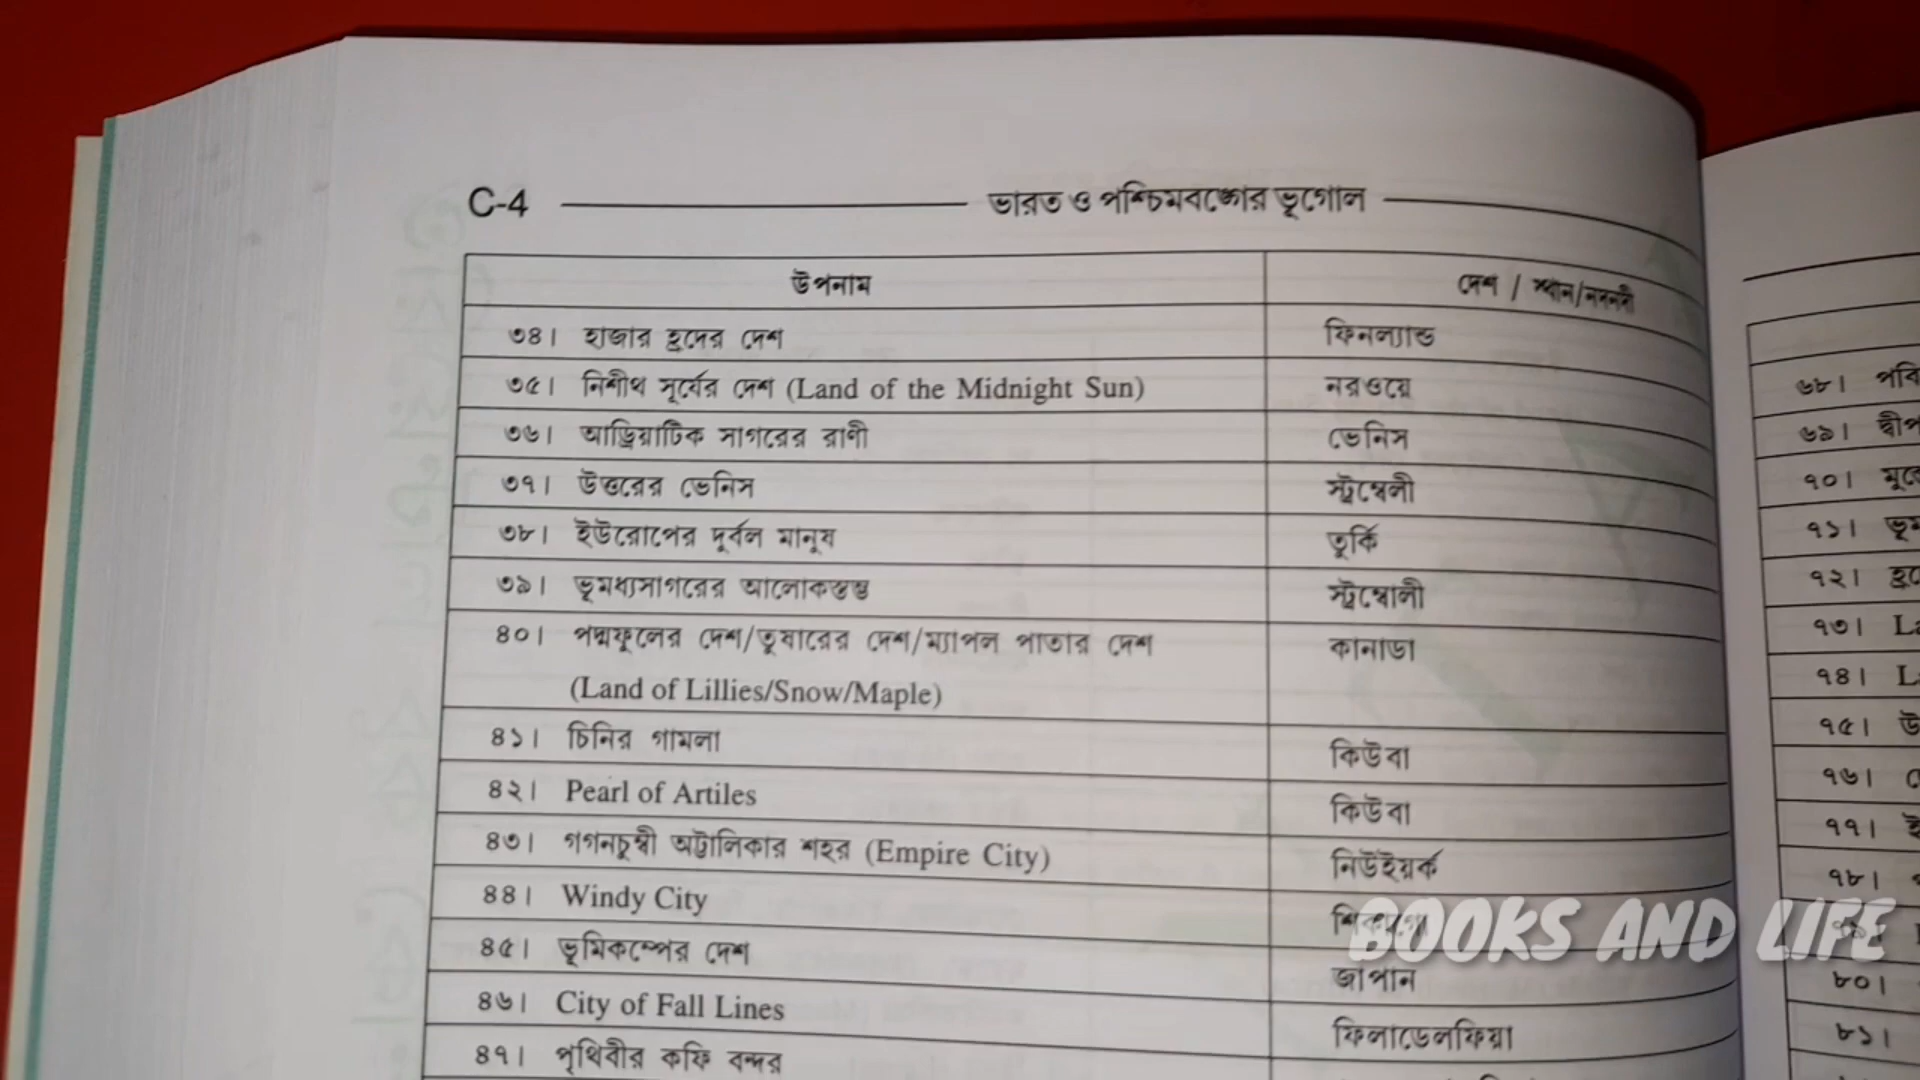 C-4 ভারত ও পশ্চিমবঙ্গের ভূগোল
উপনাম দেশ / স্থান/নদনদী
৩৪। হাজার হ্রদের দেশ ফিনল্যান্ড
৩৫। নিশীথ সূর্যের দেশ (Land of the Midnight Sun) নরওয়ে
৩৬। আড্রিয়াটিক সাগরের রাণী ভেনিস
৩৭। উত্তরের ভেনিস স্ট্রম্বেলী
৩৮। ইউরোপের দুর্বল মানুষ তুর্কি
৩৯। ভূমধ্যসাগরের আলোকস্তম্ভ স্ট্রম্বোলী
৪০। পদ্মফুলের দেশ/তুষারের দেশ/ম্যাপল পাতার দেশ কানাডা
(Land of Lillies/Snow/Maple)
৪১। চিনির গামলা কিউবা
৪২। Pearl of Artiles কিউবা
৪৩। গগনচুম্বী অট্টালিকার শহর (Empire City) নিউইয়র্ক
৪৪। Windy City শিকাগো
৪৫। ভূমিকম্পের দেশ জাপান
৪৬। City of Fall Lines ফিলাডেলফিয়া
৪৭। পৃথিবীর কফি বন্দর
৬৮।
৬৯।
৭০।
৭১।
৭২।
৭৩।
৭৪।
৭৫।
৭৬।
৭৭।
৭৮।
৮০।
৮১।
BOOKS AND LIFE